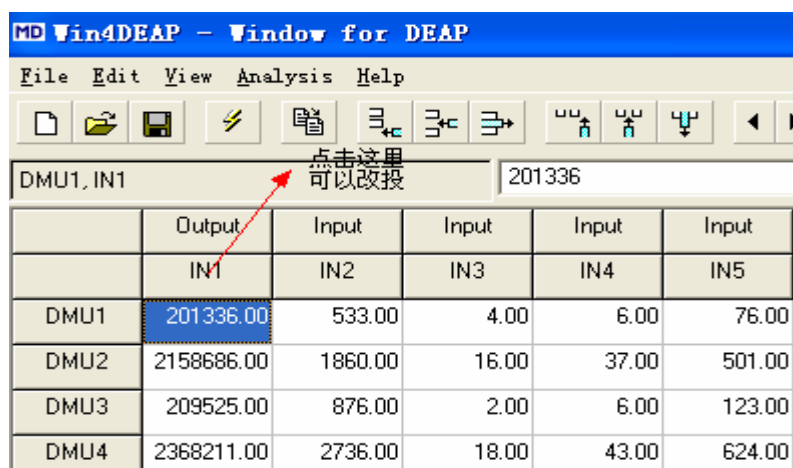 MD Win4DEAP - Window for DEAP
File Edit View Analysis Help
点击这里
可以改投
DMU1, IN1 201336
Output Input Input Input Input
IN1 IN2 IN3 IN4 IN5
DMU1 201336.00 533.00 4.00 6.00 76.00
DMU2 2158686.00 1860.00 16.00 37.00 501.00
DMU3 209525.00 876.00 2.00 6.00 123.00
DMU4 2368211.00 2736.00 18.00 43.00 624.00